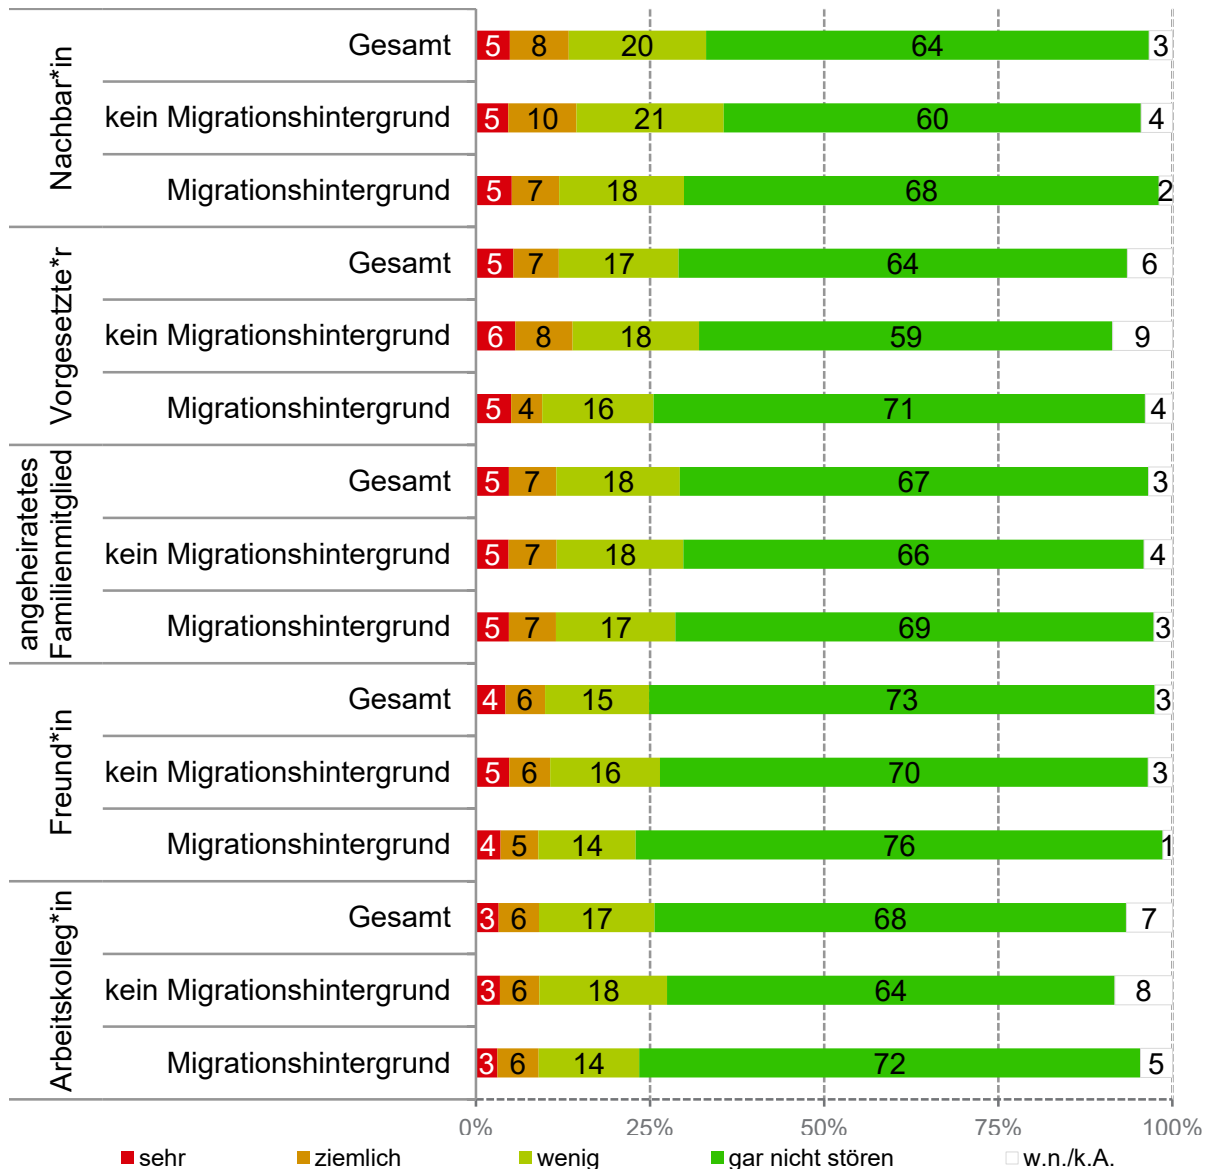 Nachbar*in
Gesamt 5 8 20 64 3
kein Migrationshintergrund 5 10 21 60 4
Migrationshintergrund 5 7 18 68 2
Vorgesetzte*r
Gesamt 5 7 17 64 6
kein Migrationshintergrund 6 8 18 59 9
Migrationshintergrund 5 4 16 71 4
angeheiratetes
Familienmitglied
Gesamt 5 7 18 67 3
kein Migrationshintergrund 5 7 18 66 4
Migrationshintergrund 5 7 17 69 3
Freund*in
Gesamt 4 6 15 73 3
kein Migrationshintergrund 5 6 16 70 3
Migrationshintergrund 4 5 14 76 1
Arbeitskolleg*in
Gesamt 3 6 17 68 7
kein Migrationshintergrund 3 6 18 64 8
Migrationshintergrund 3 6 14 72 5
0% 25% 50% 75% 100%
sehr ziemlich wenig gar nicht stören w.n./k.A.